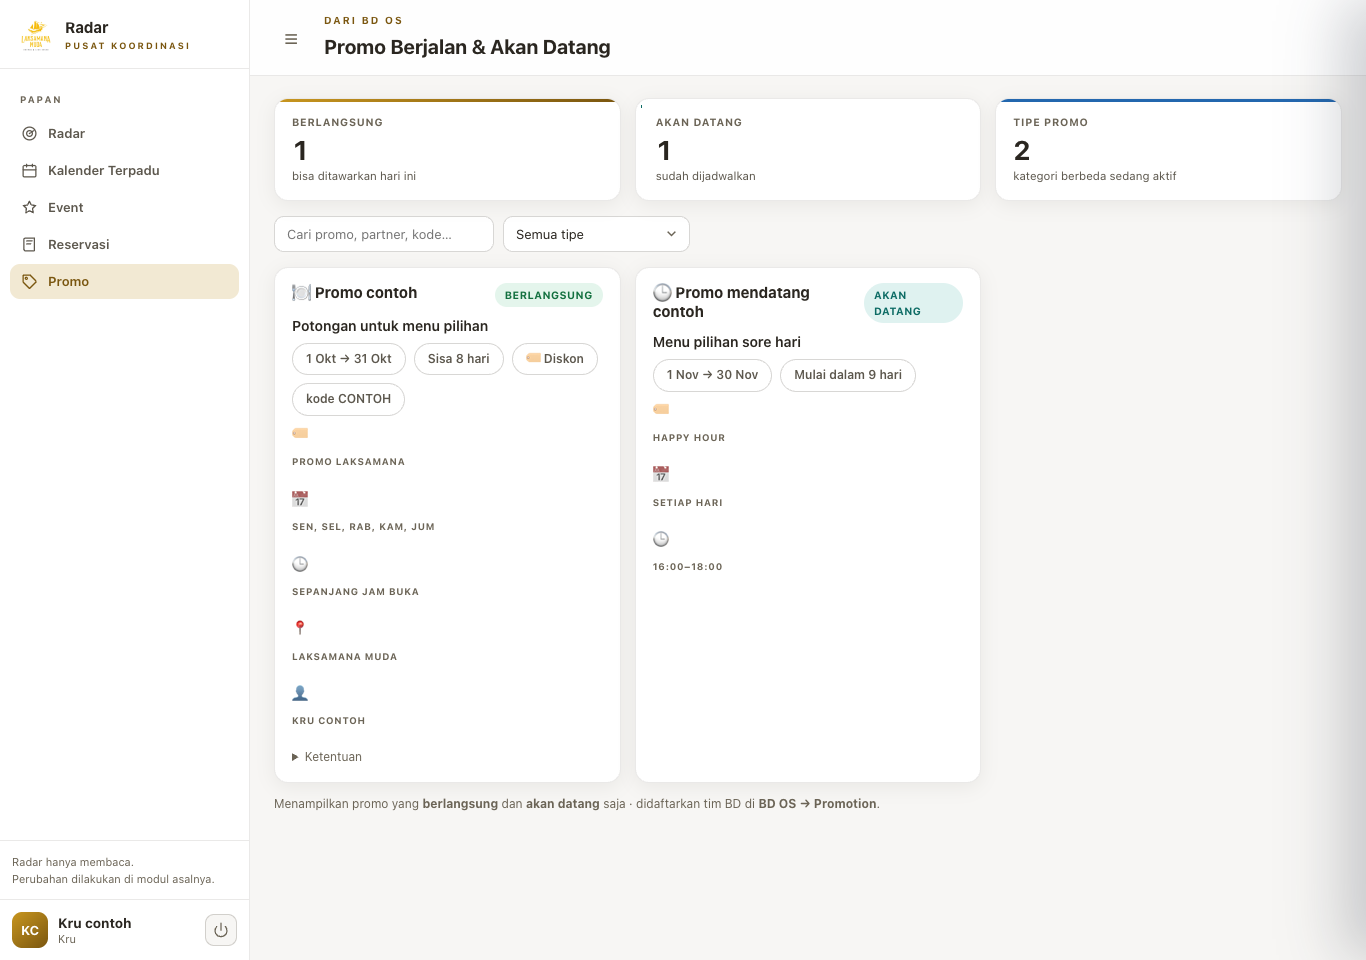 LAKSAMANA
MUDA
Radar
PUSAT KOORDINASI
PAPAN
Radar
Kalender Terpadu
Event
Reservasi
Promo
Radar hanya membaca.
Perubahan dilakukan di modul asalnya.
KC
Kru contoh
Kru
DARI BD OS
Promo Berjalan & Akan Datang
BERLANGSUNG
1
bisa ditawarkan hari ini
AKAN DATANG
1
sudah dijadwalkan
TIPE PROMO
2
kategori berbeda sedang aktif
Cari promo, partner, kode...
Semua tipe
Promo contoh
BERLANGSUNG
Potongan untuk menu pilihan
1 Okt → 31 Okt
Sisa 8 hari
Diskon
kode CONTOH
PROMO LAKSAMANA
17
SEN, SEL, RAB, KAM, JUM
SEPANJANG JAM BUKA
LAKSAMANA MUDA
KRU CONTOH
Ketentuan
Promo mendatang
contoh
AKAN
DATANG
Menu pilihan sore hari
1 Nov → 30 Nov
Mulai dalam 9 hari
HAPPY HOUR
17
SETIAP HARI
16:00–18:00
Menampilkan promo yang berlangsung dan akan datang saja · didaftarkan tim BD di BD OS → Promotion.